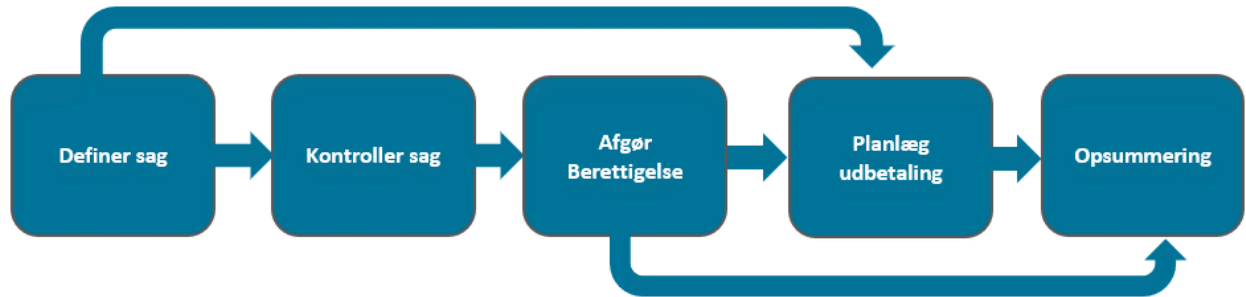 Definer sag
Kontroller sag
Afgør
Berettigelse
Planlæg
udbetaling
Opsummering